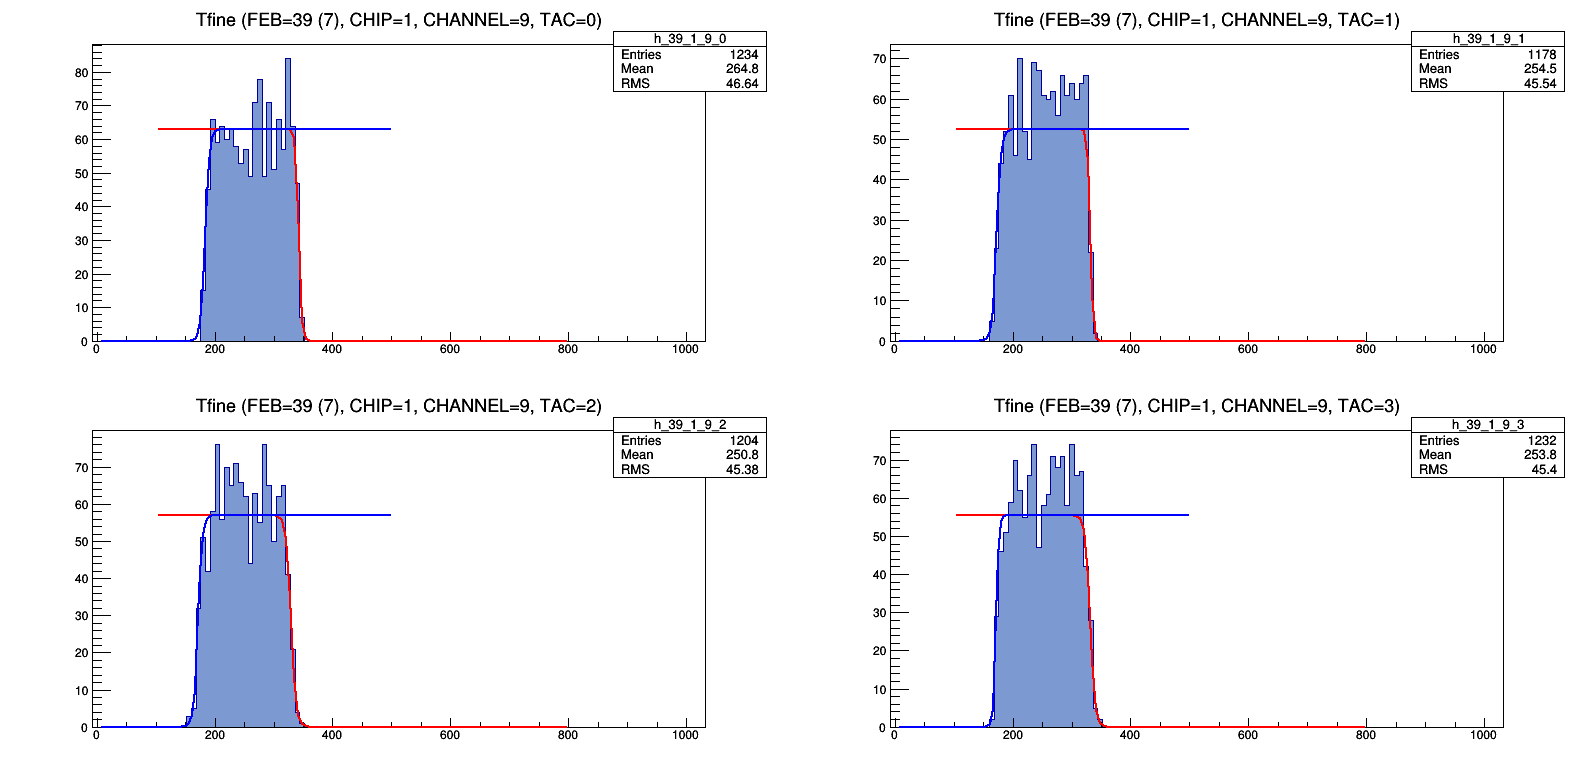 Tfine (FEB=39 (7), CHIP=1, CHANNEL=9, TAC=0)
h_39_1_9_0
Entries 1234
Mean 264.8
RMS 46.64
80
70
60
50
40
30
20
10
0
0 200 400 600 800 1000
Tfine (FEB=39 (7), CHIP=1, CHANNEL=9, TAC=1)
h_39_1_9_1
Entries 1178
Mean 254.5
RMS 45.54
70
60
50
40
30
20
10
0
0 200 400 600 800 1000
Tfine (FEB=39 (7), CHIP=1, CHANNEL=9, TAC=2)
h_39_1_9_2
Entries 1204
Mean 250.8
RMS 45.38
70
60
50
40
30
20
10
0
0 200 400 600 800 1000
Tfine (FEB=39 (7), CHIP=1, CHANNEL=9, TAC=3)
h_39_1_9_3
Entries 1232
Mean 253.8
RMS 45.4
70
60
50
40
30
20
10
0
0 200 400 600 800 1000